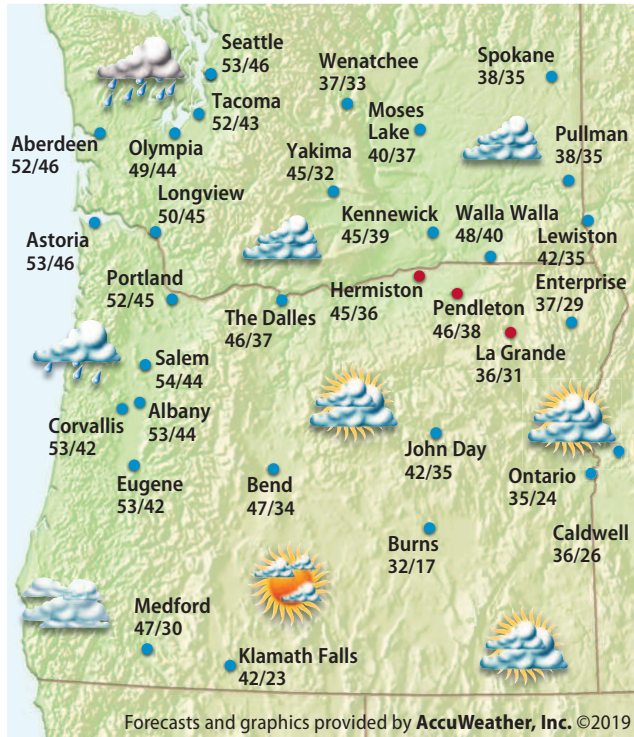 Seattle
53/46
Wenatchee
37/33
Spokane
38/35
Tacoma
52/43
Moses
Lake
40/37
Aberdeen
52/46
Olympia
49/44
Yakima
45/32
Pullman
38/35
Longview
50/45
Astoria
53/46
Kennewick
45/39
Walla Walla
48/40
Lewiston
42/35
Portland
52/45
The Dalles
46/37
Hermiston
45/36
Pendleton
46/38
Enterprise
37/29
La Grande
36/31
Salem
54/44
Albany
53/44
Corvallis
53/42
John Day
42/35
Eugene
53/42
Bend
47/34
Ontario
35/24
Burns
32/17
Caldwell
36/26
Medford
47/30
Klamath Falls
42/23
Forecasts and graphics provided by AccuWeather, Inc. ©2019